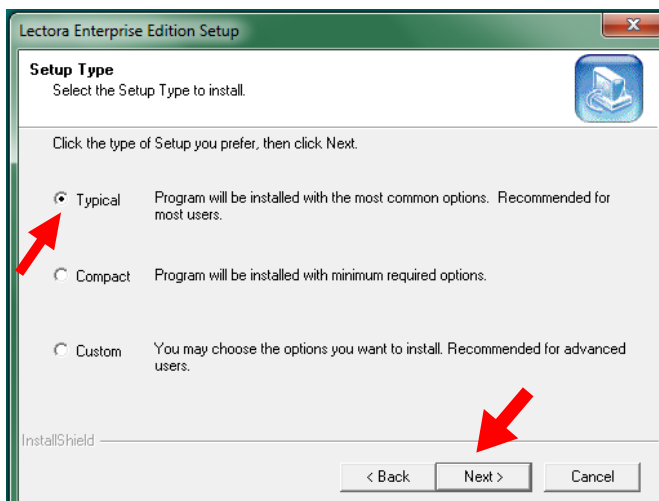 Lectora Enterprise Edition Setup
Setup Type
Select the Setup Type to install.
Click the type of Setup you prefer, then click Next.
Typical Program will be installed with the most common options. Recommended for
most users.
Compact Program will be installed with minimum required options.
Custom You may choose the options you want to install. Recommended for advanced
users.
InstallShield
< Back Next > Cancel